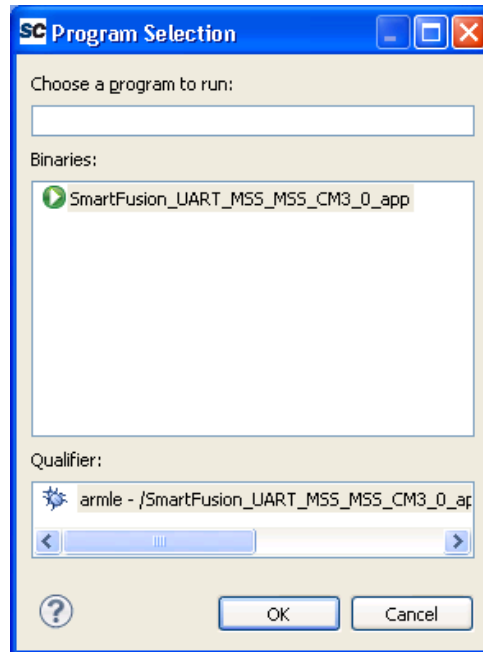 SC Program Selection
Choose a program to run:
Binaries:
SmartFusion_UART_MSS_MSS_CM3_0_app
Qualifier:
armle - /SmartFusion_UART_MSS_MSS_CM3_0_ap
?
OK Cancel